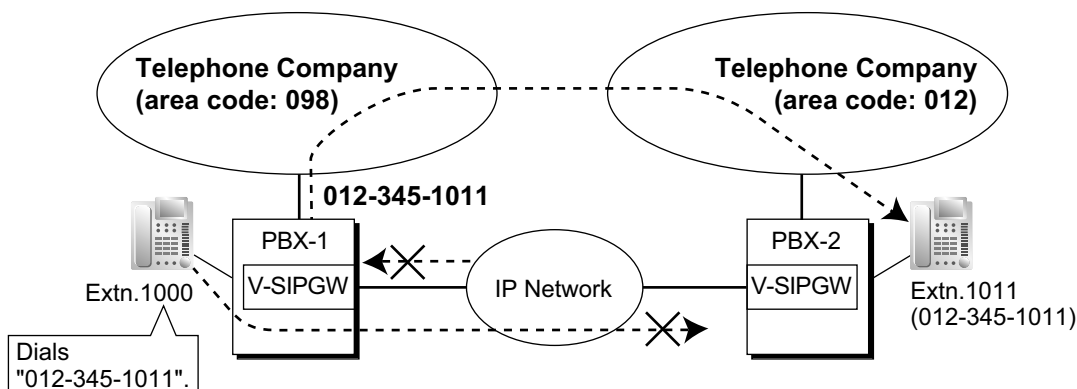 Telephone Company
(area code: 098)
Telephone Company
(area code: 012)
012-345-1011
PBX-1
V-SIPGW
IP Network
PBX-2
V-SIPGW
Extn.1000
Extn.1011
(012-345-1011)
Dials
"012-345-1011".